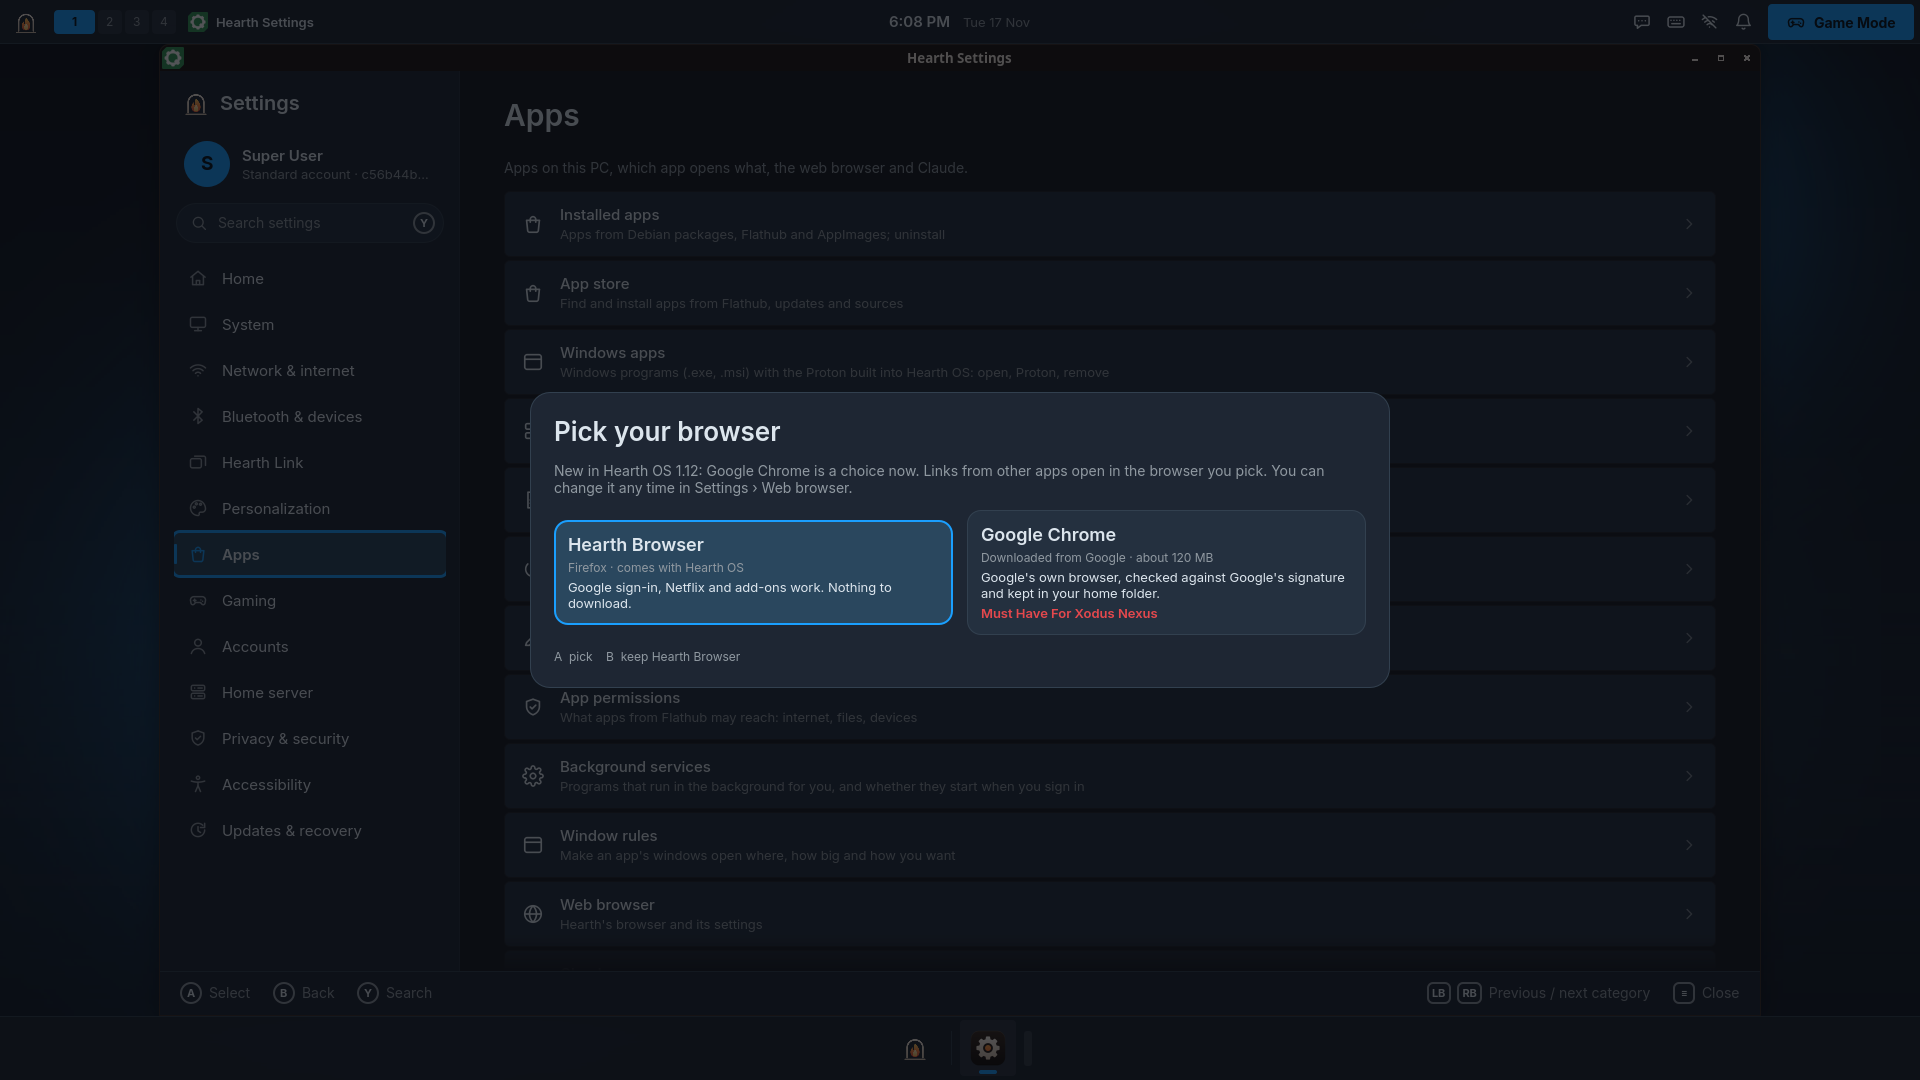 1 2 3 4 Hearth Settings
6:08 PM Tue 17 Nov
Game Mode
Hearth Settings
Settings
S
Super User
Standard account · c56b44b...
Search settings Y
Home
System
Network & internet
Bluetooth & devices
Hearth Link
Personalization
Apps
Gaming
Accounts
Home server
Privacy & security
Accessibility
Updates & recovery
Apps
Apps on this PC, which app opens what, the web browser and Claude.
Installed apps
Apps from Debian packages, Flathub and AppImages; uninstall
App store
Find and install apps from Flathub, updates and sources
Windows apps
Windows programs (.exe, .msi) with the Proton built into Hearth OS: open, Proton, remove
Pick your browser
New in Hearth OS 1.12: Google Chrome is a choice now. Links from other apps open in the browser you pick. You can
change it any time in Settings › Web browser.
Hearth Browser
Firefox · comes with Hearth OS
Google sign-in, Netflix and add-ons work. Nothing to
download.
Google Chrome
Downloaded from Google · about 120 MB
Google's own browser, checked against Google's signature
and kept in your home folder.
Must Have For Xodus Nexus
A pick B keep Hearth Browser
App permissions
What apps from Flathub may reach: internet, files, devices
Background services
Programs that run in the background for you, and whether they start when you sign in
Window rules
Make an app's windows open where, how big and how you want
Web browser
Hearth's browser and its settings
A Select B Back Y Search
LB RB Previous / next category Close